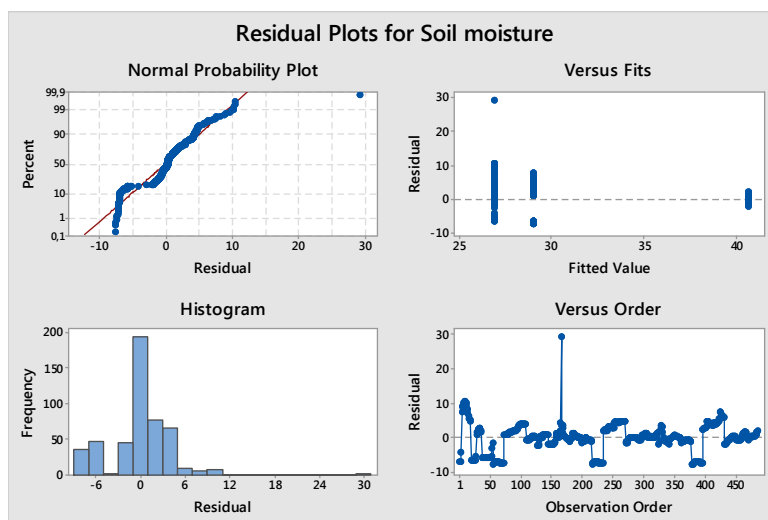 Residual Plots for Soil moisture
Normal Probability Plot
99,9
99
90
50
10
1
0,1
Percent
-10 0 10 20 30
Residual
Versus Fits
30
20
10
0
-10
Residual
25 30 35 40
Fitted Value
Histogram
200
150
100
50
0
Frequency
-6 0 6 12 18 24 30
Residual
Versus Order
30
20
10
0
-10
Residual
1 50 100 150 200 250 300 350 400 450
Observation Order